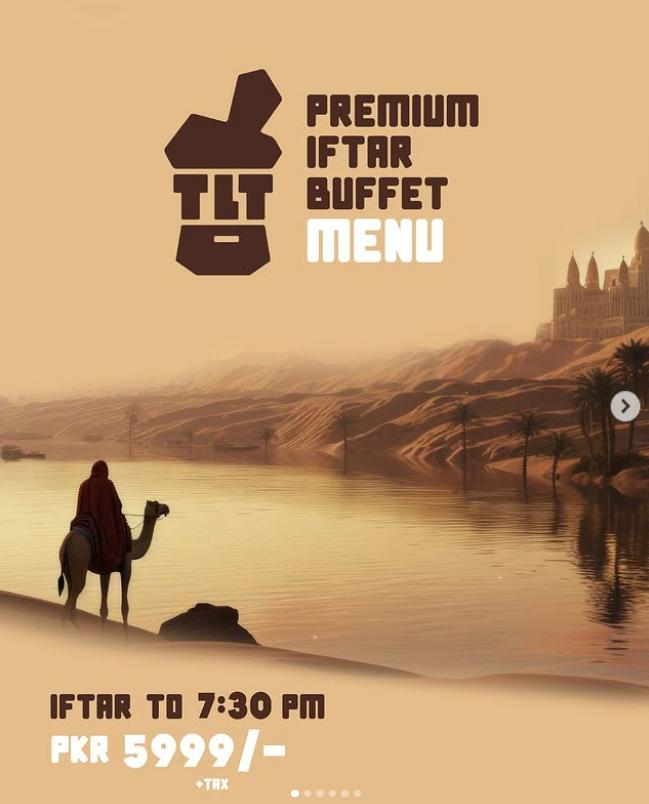 TLT
PREMIUM
IFTAR
BUFFET
MENU
IFTAR TO 7:30 PM
PKR 5999/-
+TAX